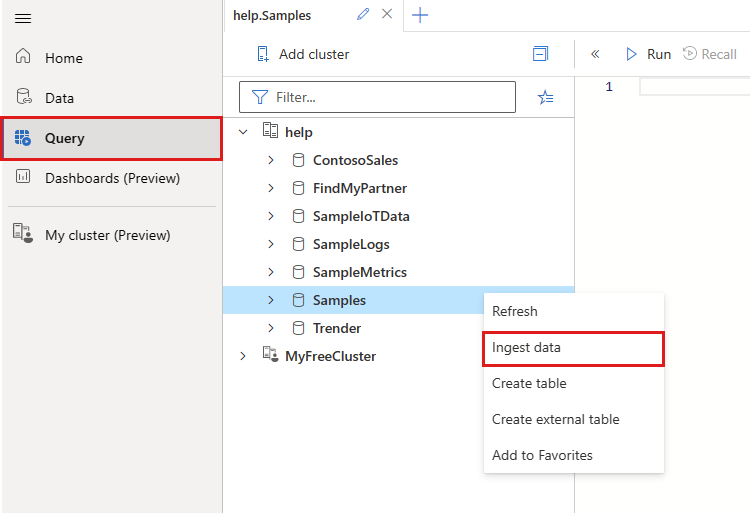 help.Samples
Home
Data
Query
Dashboards (Preview)
My cluster (Preview)
Add cluster
Filter...
help
ContosoSales
FindMyPartner
SampleIoTData
SampleLogs
SampleMetrics
Samples
Trender
MyFreeCluster
Refresh
Ingest data
Create table
Create external table
Add to Favorites
Run Recall
1